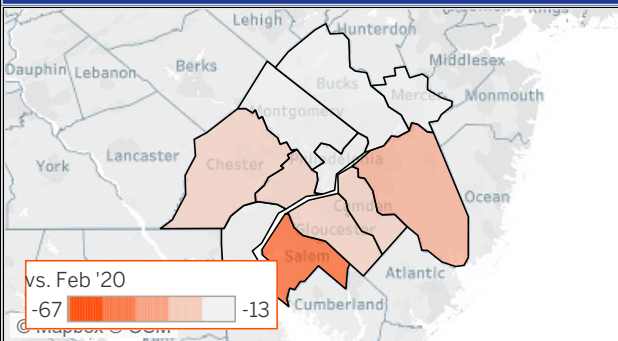 Lehigh
Hunterdon
Dauphin
Lebanon
Berks
Middlesex
Bucks
Mercer
Monmouth
Montgomery
York
Lancaster
Chester
Philadelphia
Ocean
Camden
Gloucester
Salem
Atlantic
Cumberland
vs. Feb '20
-67
-13
© Mapbox © OSM